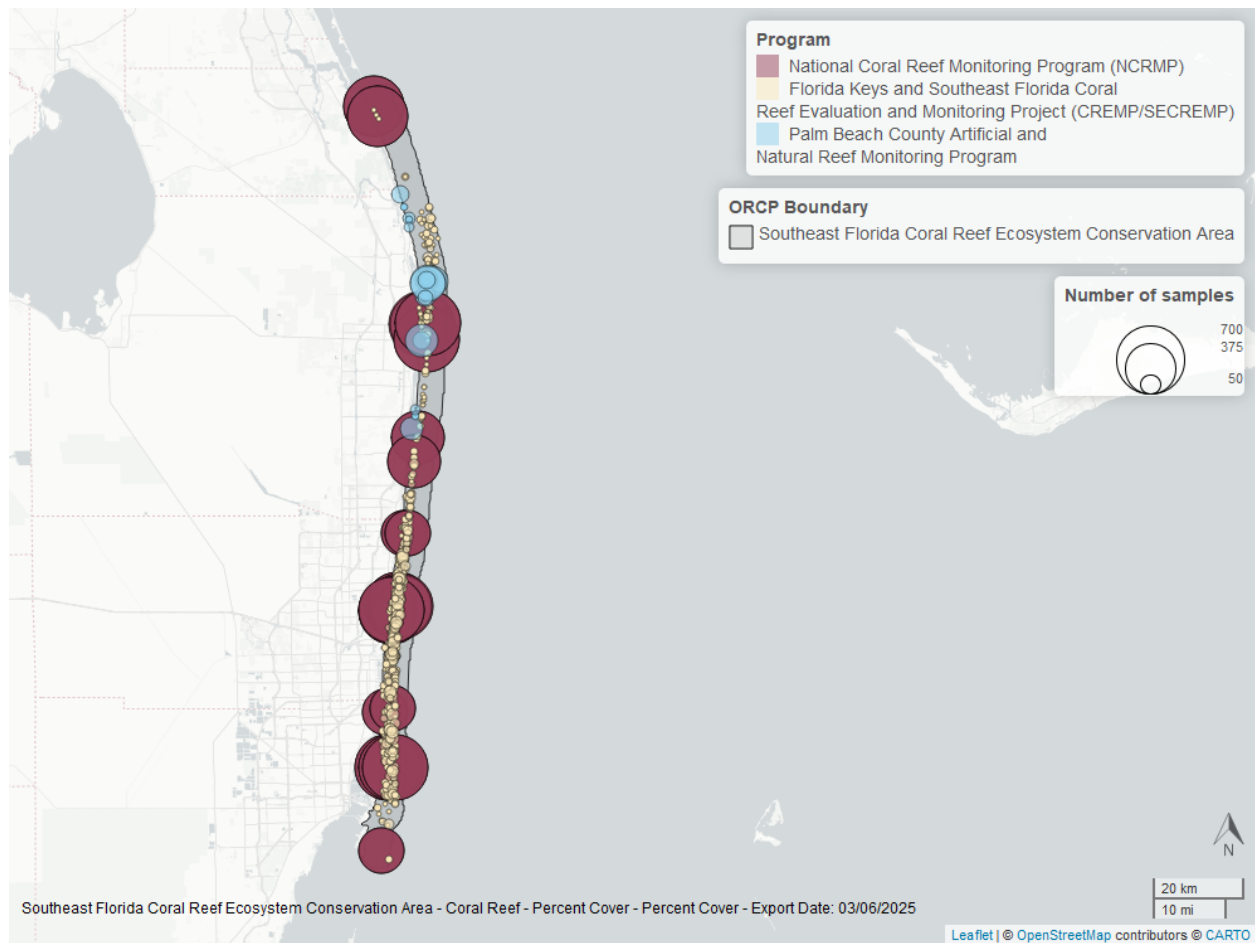 Program
National Coral Reef Monitoring Program (NCRMP)
Florida Keys and Southeast Florida Coral
Reef Evaluation and Monitoring Project (CREMP/SECREMP)
Palm Beach County Artificial and
Natural Reef Monitoring Program
ORCP Boundary
Southeast Florida Coral Reef Ecosystem Conservation Area
Number of samples
700
375
50
N
20 km
10 mi
Southeast Florida Coral Reef Ecosystem Conservation Area - Coral Reef - Percent Cover - Percent Cover - Export Date: 03/06/2025
Leaflet | © OpenStreetMap contributors © CARTO